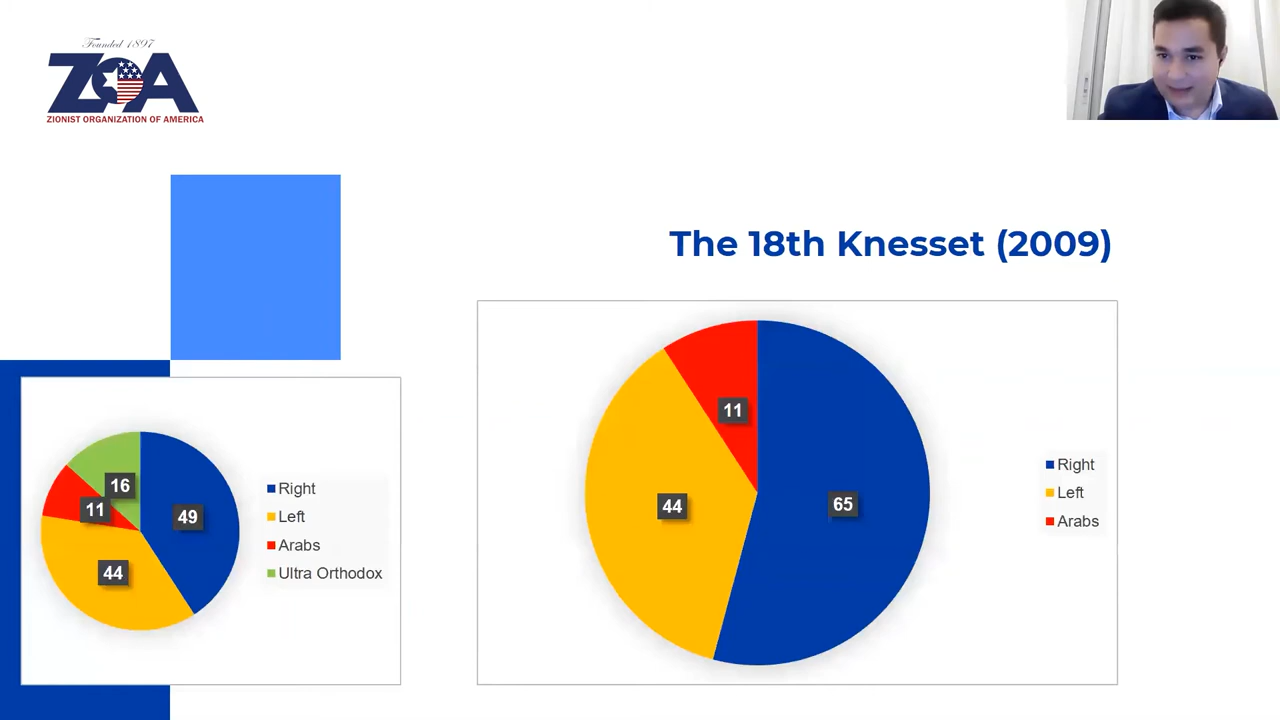 Founded 1897
ZOA
ZIONIST ORGANIZATION OF AMERICA
The 18th Knesset (2009)
16
11
49
44
Right
Left
Arabs
Ultra Orthodox
11
44
65
Right
Left
Arabs